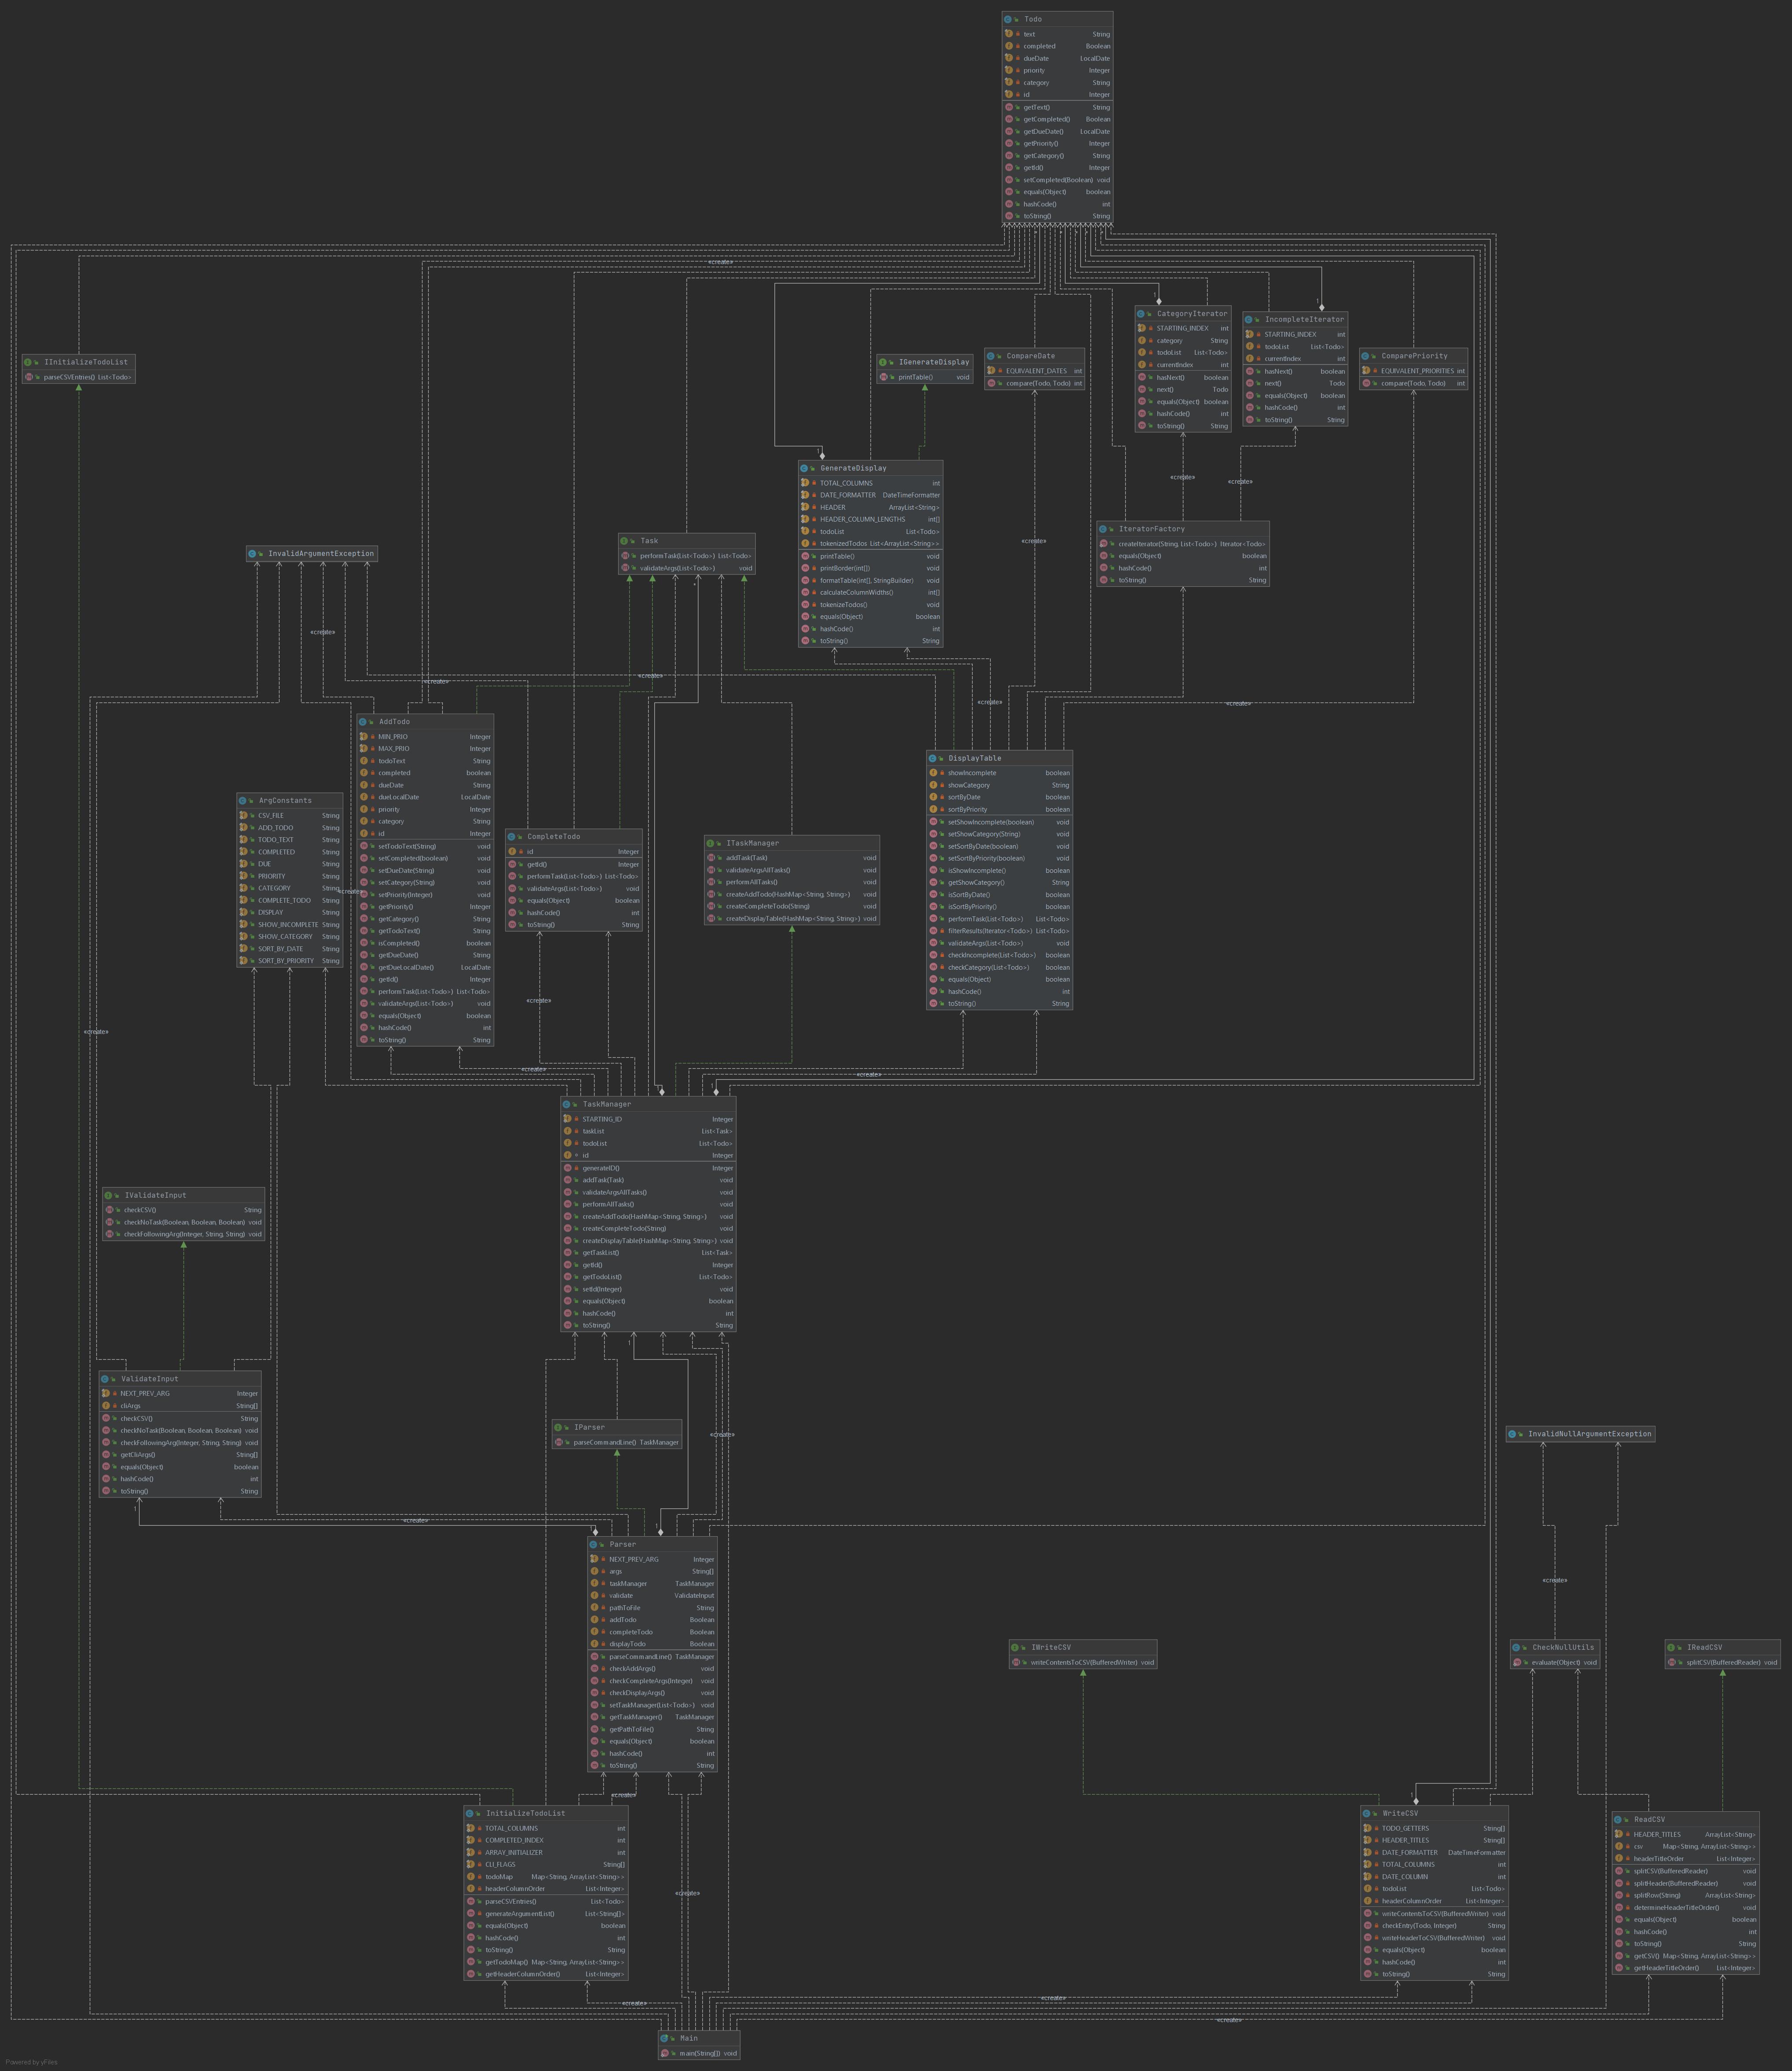 Todo
text String
completed Boolean
dueDate LocalDate
priority Integer
category String
id Integer
getText() String
getCompleted() Boolean
getDueDate() LocalDate
getPriority() Integer
getCategory() String
getId() Integer
setCompleted(Boolean) void
equals(Object) boolean
hashCode() int
toString() String
«create»
IInitializeTodoList
parseCSVEntries() List<Todo>
IGenerateDisplay
printTable() void
CompareDate
EQUIVALENT_DATES int
compare(Todo, Todo) int
CategoryIterator
STARTING_INDEX int
category String
todoList List<Todo>
currentIndex int
hasNext() boolean
next() Todo
equals(Object) boolean
hashCode() int
toString() String
IncompleteIterator
STARTING_INDEX int
todoList List<Todo>
currentIndex int
hasNext() boolean
next() Todo
equals(Object) boolean
hashCode() int
toString() String
ComparePriority
EQUIVALENT_PRIORITIES int
compare(Todo, Todo) int
GenerateDisplay
TOTAL_COLUMNS int
DATE_FORMATTER DateTimeFormatter
HEADER ArrayList<String>
HEADER_COLUMN_LENGTHS int[]
todoList List<Todo>
tokenizedTodos List<ArrayList<String>>
printTable() void
printBorder(int[]) void
formatTable(int[], StringBuilder) void
calculateColumnWidths() int[]
tokenizeTodos() void
equals(Object) boolean
hashCode() int
toString() String
«create»
«create»
«create»
IteratorFactory
createIterator(String, List<Todo>) Iterator<Todo>
equals(Object) boolean
hashCode() int
toString() String
Task
performTask(List<Todo>) List<Todo>
validateArgs(List<Todo>) void
InvalidArgumentException
«create»
«create»
«create»
«create»
«create»
AddTodo
MIN_PRIO Integer
MAX_PRIO Integer
todoText String
completed boolean
dueDate String
dueLocalDate LocalDate
priority Integer
category String
id Integer
setTodoText(String) void
setCompleted(boolean) void
setDueDate(String) void
setCategory(String) void
setPriority(Integer) void
getPriority() Integer
getCategory() String
getTodoText() String
isCompleted() boolean
getDueDate() String
getDueLocalDate() LocalDate
getId() Integer
performTask(List<Todo>) List<Todo>
validateArgs(List<Todo>) void
equals(Object) boolean
hashCode() int
toString() String
DisplayTable
showIncomplete boolean
showCategory String
sortByDate boolean
sortByPriority boolean
setShowIncomplete(boolean) void
setShowCategory(String) void
setSortByDate(boolean) void
setSortByPriority(boolean) void
isShowIncomplete() boolean
getShowCategory() String
isSortByDate() boolean
isSortByPriority() boolean
performTask(List<Todo>) List<Todo>
filterResults(Iterator<Todo>) List<Todo>
validateArgs(List<Todo>) void
checkIncomplete(List<Todo>) boolean
checkCategory(List<Todo>) boolean
equals(Object) boolean
hashCode() int
toString() String
ArgConstants
CSV_FILE String
ADD_TODO String
TODO_TEXT String
COMPLETED String
DUE String
PRIORITY String
CATEGORY String
COMPLETE_TODO String
DISPLAY String
SHOW_INCOMPLETE String
SHOW_CATEGORY String
SORT_BY_DATE String
SORT_BY_PRIORITY String
«create»
CompleteTodo
id Integer
getId() Integer
performTask(List<Todo>) List<Todo>
validateArgs(List<Todo>) void
equals(Object) boolean
hashCode() int
toString() String
ITaskManager
addTask(Task) void
validateArgsAllTasks() void
performAllTasks() void
createAddTodo(HashMap<String, String>) void
createCompleteTodo(String) void
createDisplayTable(HashMap<String, String>) void
«create»
«create»
«create»
«create»
TaskManager
STARTING_ID Integer
taskList List<Task>
todoList List<Todo>
id Integer
generateID() Integer
addTask(Task) void
validateArgsAllTasks() void
performAllTasks() void
createAddTodo(HashMap<String, String>) void
createCompleteTodo(String) void
createDisplayTable(HashMap<String, String>) void
getTaskList() List<Task>
getId() Integer
getTodoList() List<Todo>
setId(Integer) void
equals(Object) boolean
hashCode() int
toString() String
IValidateInput
checkCSV() String
checkNoTask(Boolean, Boolean, Boolean) void
checkFollowingArg(Integer, String, String) void
ValidateInput
NEXT_PREV_ARG Integer
cliArgs String[]
checkCSV() String
checkNoTask(Boolean, Boolean, Boolean) void
checkFollowingArg(Integer, String, String) void
getCliArgs() String[]
equals(Object) boolean
hashCode() int
toString() String
IParser
parseCommandLine() TaskManager
«create»
InvalidNullArgumentException
«create»
Parser
NEXT_PREV_ARG Integer
args String[]
taskManager TaskManager
validate ValidateInput
pathToFile String
addTodo Boolean
completeTodo Boolean
displayTodo Boolean
parseCommandLine() TaskManager
checkAddArgs() void
checkCompleteArgs(Integer) void
checkDisplayArgs() void
setTaskManager(List<Todo>) void
getTaskManager() TaskManager
getPathToFile() String
equals(Object) boolean
hashCode() int
toString() String
«create»
IWriteCSV
writeContentsToCSV(BufferedWriter) void
CheckNullUtils
evaluate(Object) void
IReadCSV
splitCSV(BufferedReader) void
«create»
InitializeTodoList
TOTAL_COLUMNS int
COMPLETED_INDEX int
ARRAY_INITIALIZER int
CLI_FLAGS String[]
todoMap Map<String, ArrayList<String>>
headerColumnOrder List<Integer>
parseCSVEntries() List<Todo>
generateArgumentList() List<String[]>
equals(Object) boolean
hashCode() int
toString() String
getTodoMap() Map<String, ArrayList<String>>
getHeaderColumnOrder() List<Integer>
«create»
WriteCSV
TODO_GETTERS String[]
HEADER_TITLES String[]
DATE_FORMATTER DateTimeFormatter
TOTAL_COLUMNS int
DATE_COLUMN int
todoList List<Todo>
headerColumnOrder List<Integer>
writeContentsToCSV(BufferedWriter) void
checkEntry(Todo, Integer) String
writeHeaderToCSV(BufferedWriter) void
equals(Object) boolean
hashCode() int
toString() String
ReadCSV
HEADER_TITLES ArrayList<String>
csv Map<String, ArrayList<String>>
headerTitleOrder List<Integer>
splitCSV(BufferedReader) void
splitHeader(BufferedReader) void
splitRow(String) ArrayList<String>
determineHeaderTitleOrder() void
equals(Object) boolean
hashCode() int
toString() String
getCSV() Map<String, ArrayList<String>>
getHeaderTitleOrder() List<Integer>
«create»
«create»
«create»
Main
main(String[]) void
Powered by yFiles